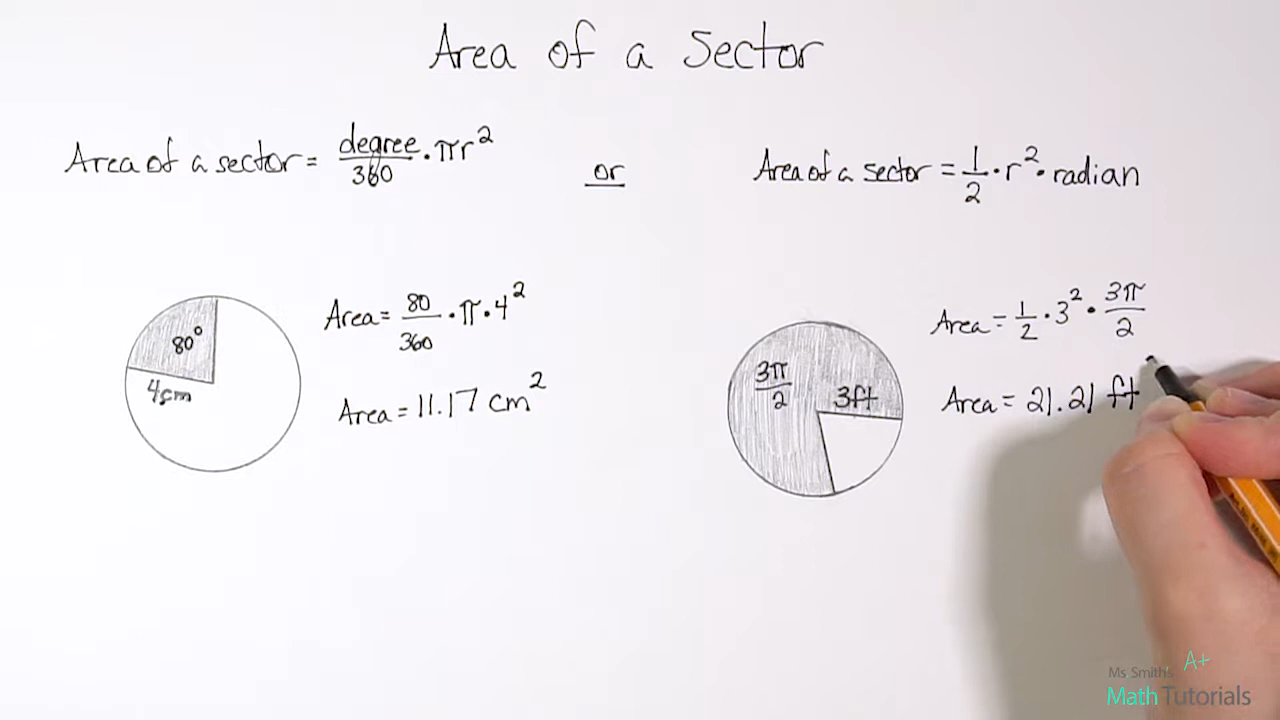 Area of a Sector
Area of a sector = degree/360 · πr²
or
Area of a sector = 1/2 · r² · radian
80°
4cm
Area = 80/360 · π · 4²
Area = 11.17 cm²
3π/2
3ft
Area = 1/2 · 3² · 3π/2
Area = 21.21 ft
Ms Smith's A+
Math Tutorials